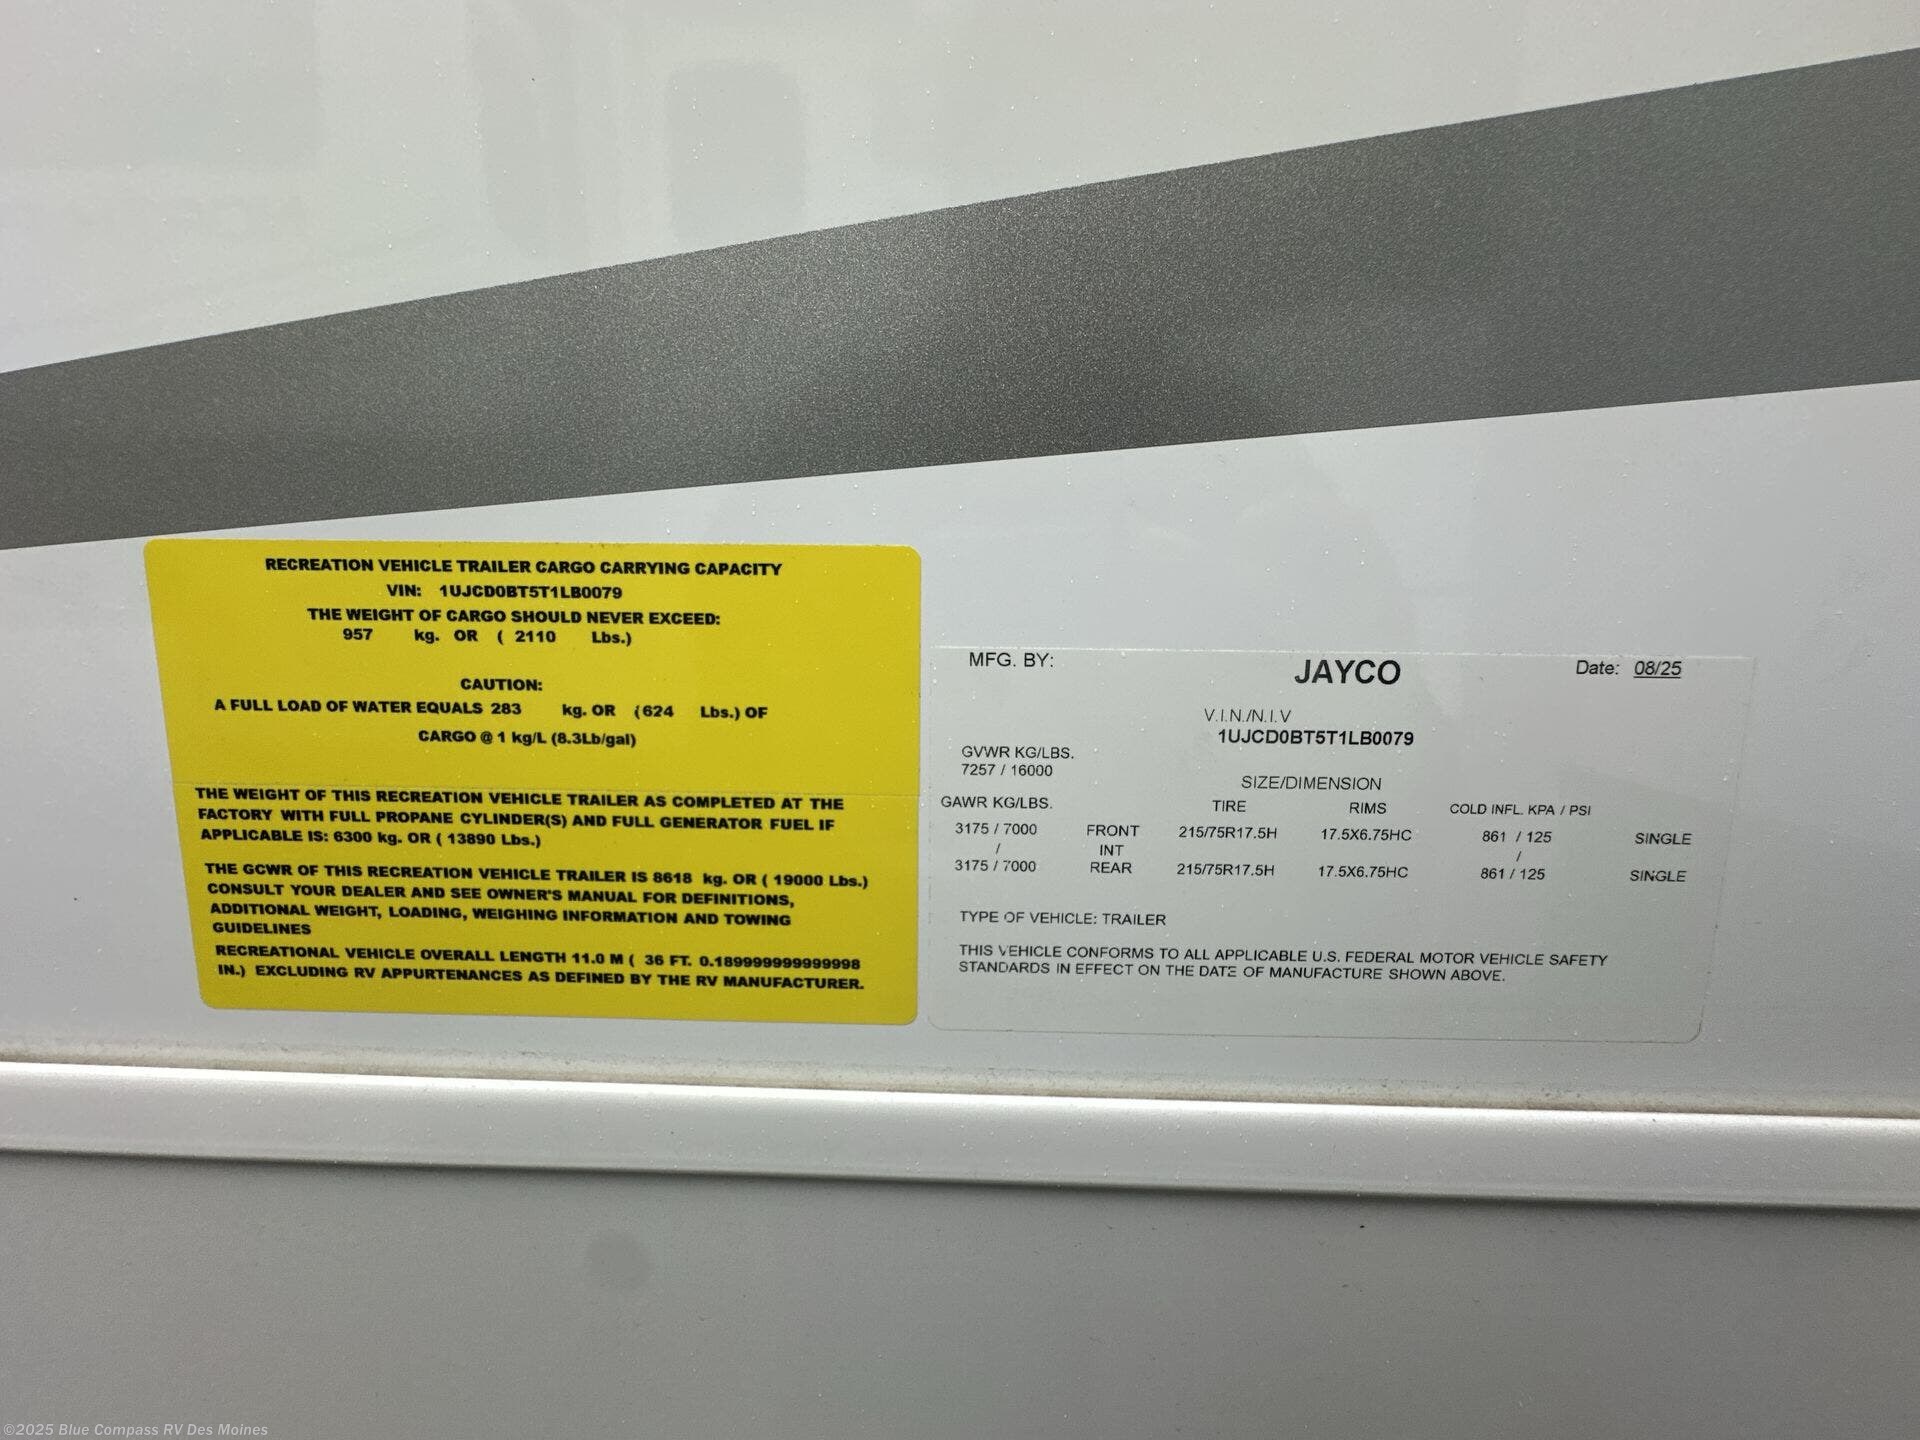 RECREATION VEHICLE TRAILER CARGO CARRYING CAPACITY
VIN: 1UJCD0BT5T1LB0079
THE WEIGHT OF CARGO SHOULD NEVER EXCEED:
957 kg. OR ( 2110 Lbs.)
CAUTION:
A FULL LOAD OF WATER EQUALS 283 kg. OR (624 Lbs.) OF
CARGO @ 1 kg/L (8.3Lb/gal)
THE WEIGHT OF THIS RECREATION VEHICLE TRAILER AS COMPLETED AT THE
FACTORY WITH FULL PROPANE CYLINDER(S) AND FULL GENERATOR FUEL IF
APPLICABLE IS: 6300 kg. OR ( 13890 Lbs.)
THE GCWR OF THIS RECREATION VEHICLE TRAILER IS 8618 kg. OR ( 19000 Lbs.)
CONSULT YOUR DEALER AND SEE OWNER'S MANUAL FOR DEFINITIONS,
ADDITIONAL WEIGHT, LOADING, WEIGHING INFORMATION AND TOWING
GUIDELINES
RECREATIONAL VEHICLE OVERALL LENGTH 11.0 M ( 36 FT. 0.189999999999998
IN.) EXCLUDING RV APPURTENANCES AS DEFINED BY THE RV MANUFACTURER.
MFG. BY: JAYCO Date: 08/25
V.I.N./N.I.V
1UJCD0BT5T1LB0079
GVWR KG/LBS.
7257 / 16000
SIZE/DIMENSION
GAWR KG/LBS. TIRE RIMS COLD INFL. KPA / PSI
3175 / 7000 FRONT 215/75R17.5H 17.5X6.75HC 861 / 125 SINGLE
/ INT /
3175 / 7000 REAR 215/75R17.5H 17.5X6.75HC 861 / 125 SINGLE
TYPE OF VEHICLE: TRAILER
THIS VEHICLE CONFORMS TO ALL APPLICABLE U.S. FEDERAL MOTOR VEHICLE SAFETY
STANDARDS IN EFFECT ON THE DATE OF MANUFACTURE SHOWN ABOVE.
©2025 Blue Compass RV Des Moines